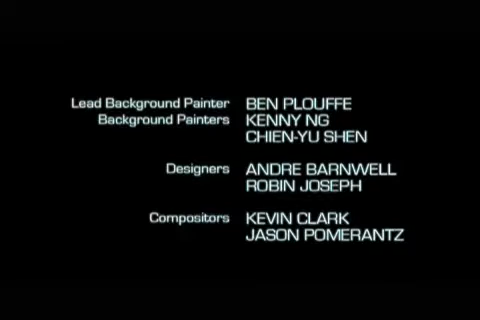 Lead Background Painter BEN PLOUFFE
Background Painters KENNY NG
CHIEN-YU SHEN
Designers ANDRE BARNWELL
ROBIN JOSEPH
Compositors KEVIN CLARK
JASON POMERANTZ